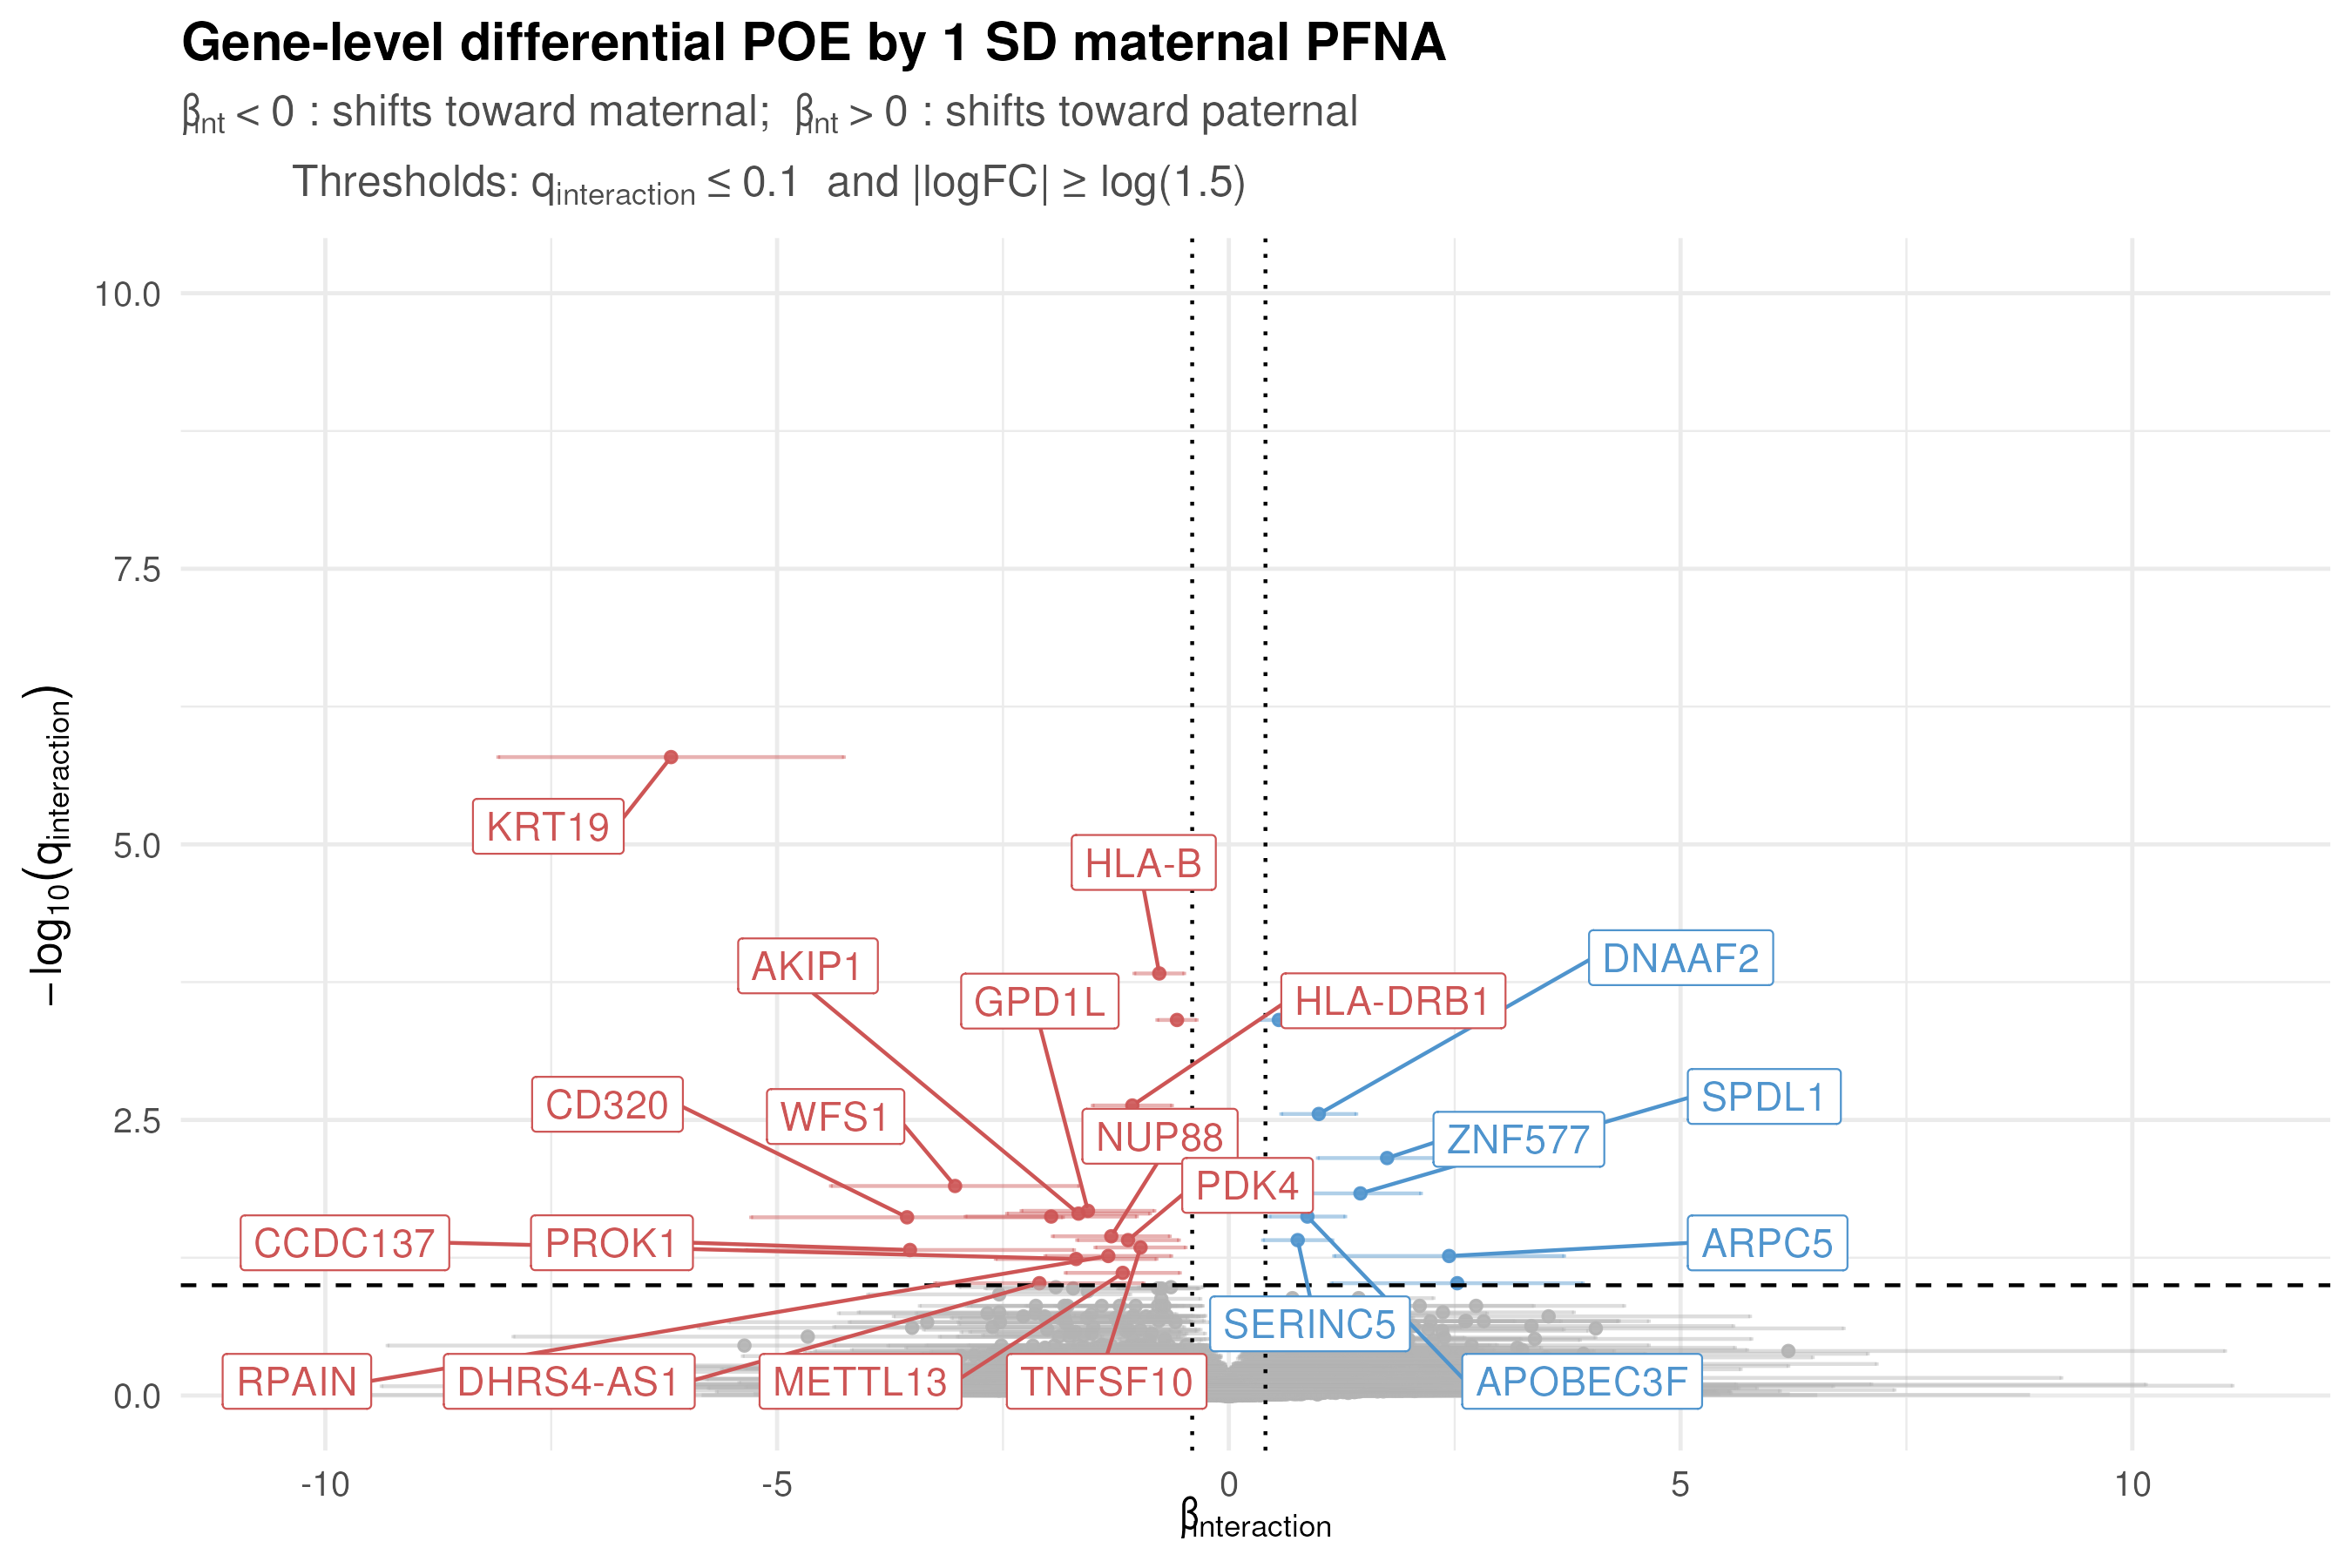 Gene-level differential POE by 1 SD maternal PFNA
βint < 0 : shifts toward maternal; βint > 0 : shifts toward paternal
Thresholds: qinteraction ≤ 0.1 and |logFC| ≥ log(1.5)
10.0
7.5
5.0
2.5
0.0
−log10(qinteraction)
KRT19
HLA-B
AKIP1
DNAAF2
GPD1L
HLA-DRB1
CD320
WFS1
SPDL1
NUP88
ZNF577
PDK4
CCDC137
PROK1
ARPC5
SERINC5
RPAIN
DHRS4-AS1
METTL13
TNFSF10
APOBEC3F
-10
-5
0
5
10
βinteraction